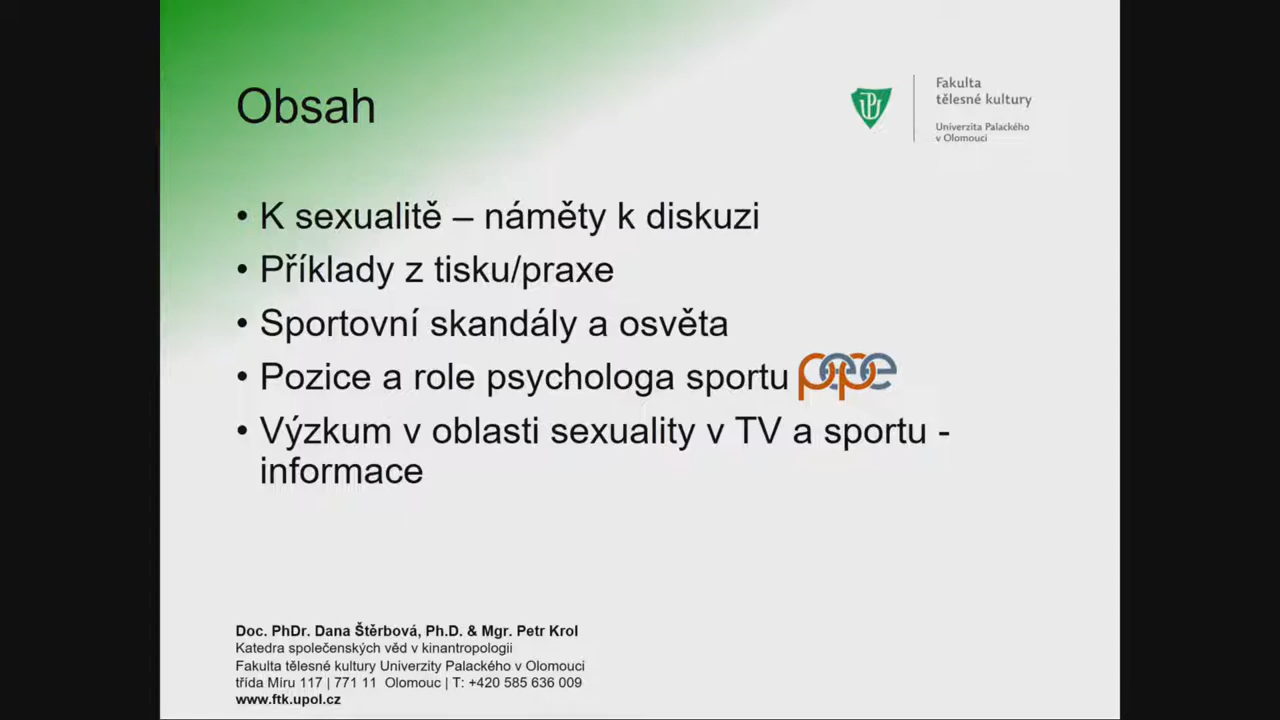 Obsah
Fakulta
tělesné kultury
Univerzita Palackého
v Olomouci
• K sexualitě – náměty k diskuzi
• Příklady z tisku/praxe
• Sportovní skandály a osvěta
• Pozice a role psychologa sportu
• Výzkum v oblasti sexuality v TV a sportu -
informace
Doc. PhDr. Dana Štěrbová, Ph.D. & Mgr. Petr Krol
Katedra společenských věd v kinantropologii
Fakulta tělesné kultury Univerzity Palackého v Olomouci
třída Míru 117 | 771 11 Olomouc | T: +420 585 636 009
www.ftk.upol.cz